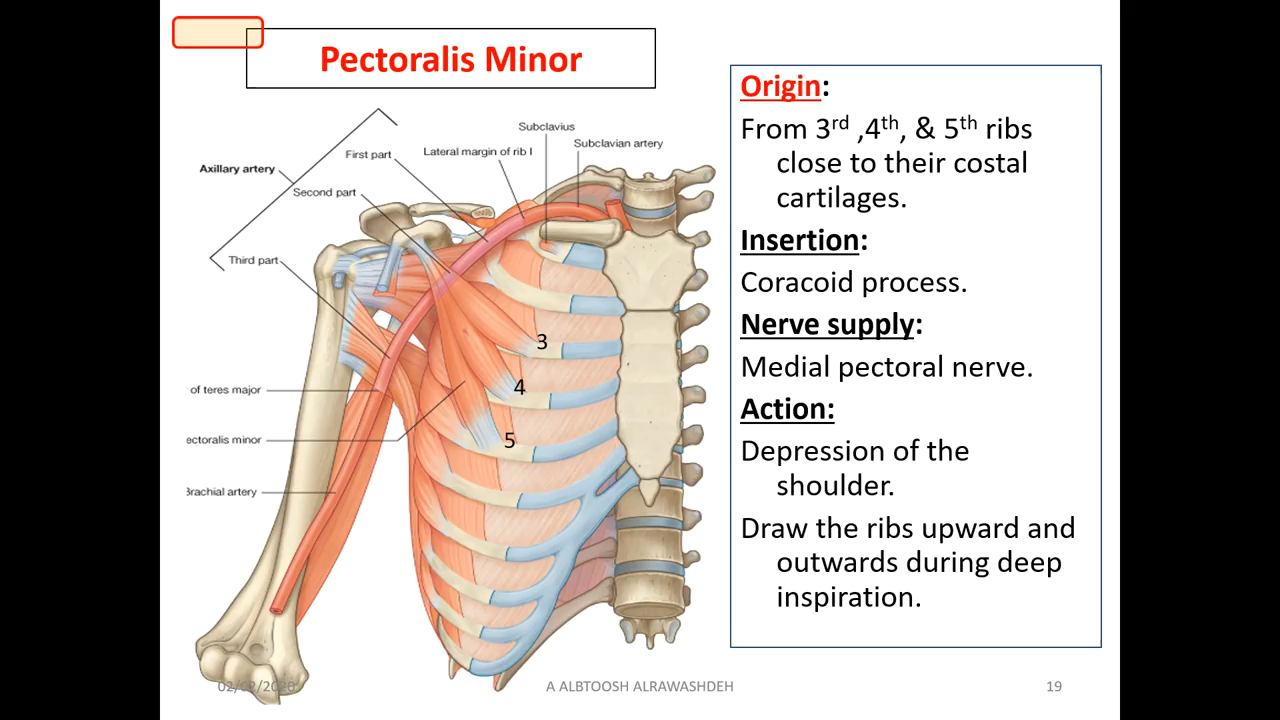 Pectoralis Minor
Subclavius
Subclavian artery
Lateral margin of rib I
First part
Axillary artery
Second part
Third part
3
4
5
of teres major
ectoralis minor
Brachial artery
Origin:
From 3rd ,4th, & 5th ribs
close to their costal
cartilages.
Insertion:
Coracoid process.
Nerve supply:
Medial pectoral nerve.
Action:
Depression of the
shoulder.
Draw the ribs upward and
outwards during deep
inspiration.
02/02/2020
A ALBTOOSH ALRAWASHDEH
19